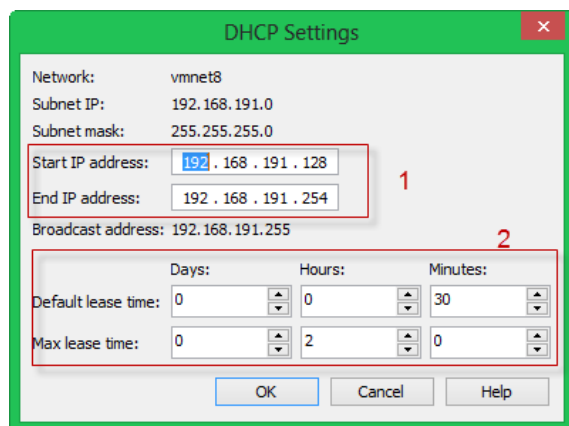 DHCP Settings
Network: vmnet8
Subnet IP: 192.168.191.0
Subnet mask: 255.255.255.0
Start IP address: 192 . 168 . 191 . 128
1
End IP address: 192 . 168 . 191 . 254
Broadcast address: 192.168.191.255
2
Days: Hours: Minutes:
Default lease time: 0 0 30
Max lease time: 0 2 0
OK Cancel Help